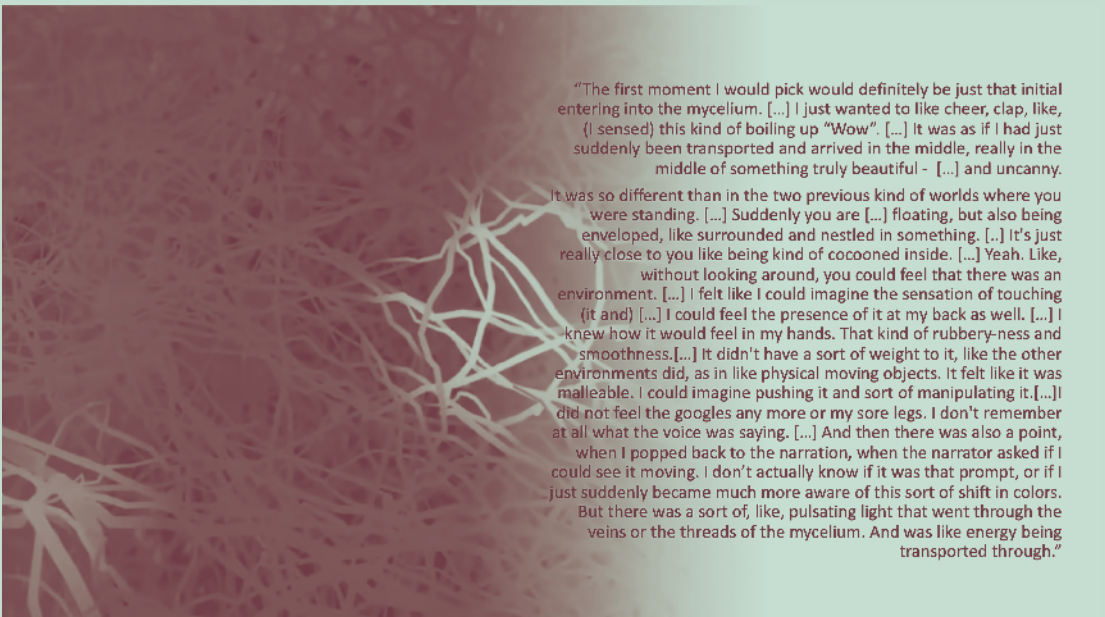 “The first moment I would pick would definitely be just that initial
entering into the mycelium. [...] I just wanted to like cheer, clap, like,
(I sensed) this kind of boiling up “Wow”. [...] It was as if I had just
suddenly been transported and arrived in the middle, really in the
middle of something truly beautiful - [...] and uncanny.
It was so different than in the two previous kind of worlds where you
were standing. [...] Suddenly you are [...] floating, but also being
enveloped, like surrounded and nestled in something. [..] It's just
really close to you like being kind of cocooned inside. [...] Yeah. Like,
without looking around, you could feel that there was an
environment. [...] I felt like I could imagine the sensation of touching
(it and) [...] I could feel the presence of it at my back as well. [...] I
knew how it would feel in my hands. That kind of rubbery-ness and
smoothness.[...] It didn't have a sort of weight to it, like the other
environments did, as in like physical moving objects. It felt like it was
malleable. I could imagine pushing it and sort of manipulating it.[...]I
did not feel the googles any more or my sore legs. I don't remember
at all what the voice was saying. [...] And then there was also a point,
when I popped back to the narration, when the narrator asked if I
could see it moving. I don’t actually know if it was that prompt, or if I
just suddenly became much more aware of this sort of shift in colors.
But there was a sort of, like, pulsating light that went through the
veins or the threads of the mycelium. And was like energy being
transported through.”